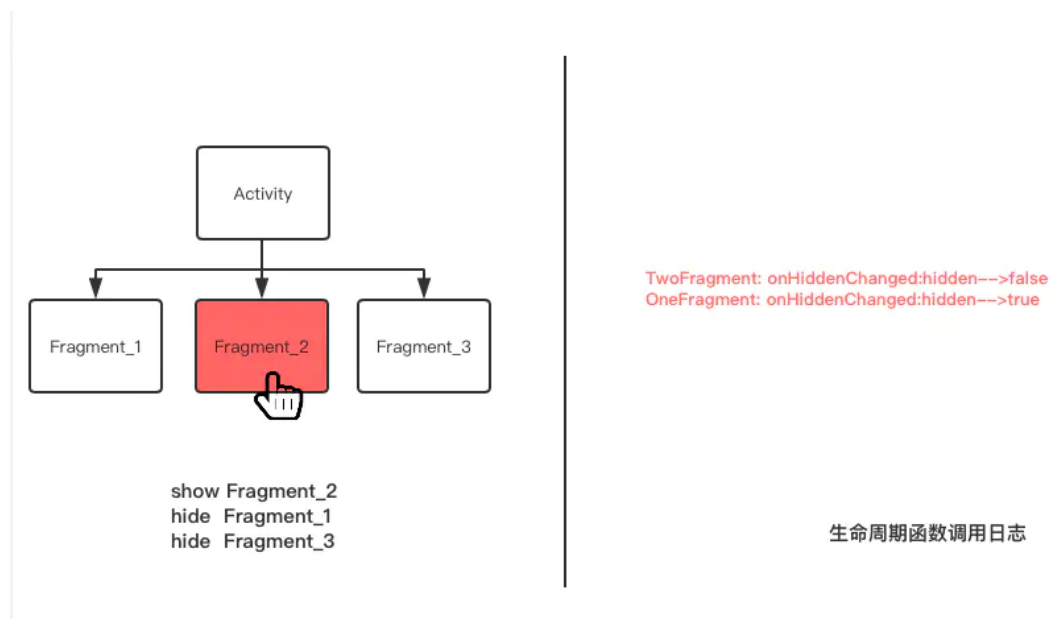 Activity
Fragment_1
Fragment_2
Fragment_3
show Fragment_2
hide Fragment_1
hide Fragment_3
TwoFragment: onHiddenChanged:hidden-->false
OneFragment: onHiddenChanged:hidden-->true
生命周期函数调用日志